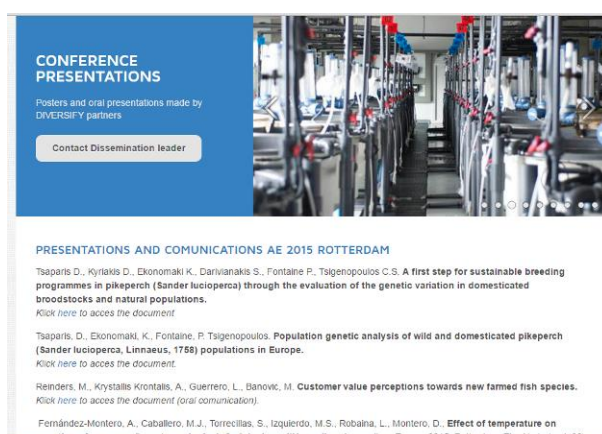 CONFERENCE
PRESENTATIONS
Posters and oral presentations made by
DIVERSIFY partners
Contact Dissemination leader
PRESENTATIONS AND COMUNICATIONS AE 2015 ROTTERDAM
Tsaparis D., Kyriakis D., Ekonomaki K., Darivianakis S., Fontaine P., Tsigenopoulos C.S. A first step for sustainable breeding
programmes in pikeperch (Sander lucioperca) through the evaluation of the genetic variation in domesticated
broodstocks and natural populations.
Klick here to acces the document
Tsaparis, D., Ekonomaki, K., Fontaine, P. Tsigenopoulos. Population genetic analysis of wild and domesticated pikeperch
(Sander lucioperca, Linnaeus, 1758) populations in Europe.
Klick here to acces the document.
Reinders, M., Krystallis Krontalis, A., Guerrero, L., Banovic, M. Customer value perceptions towards new farmed fish species.
Klick here to acces the document (oral comunication).
Fernández-Montero, A., Caballero, M.J., Torrecillas, S., Izquierdo, M.S., Robaina, L., Montero, D., Effect of temperature on